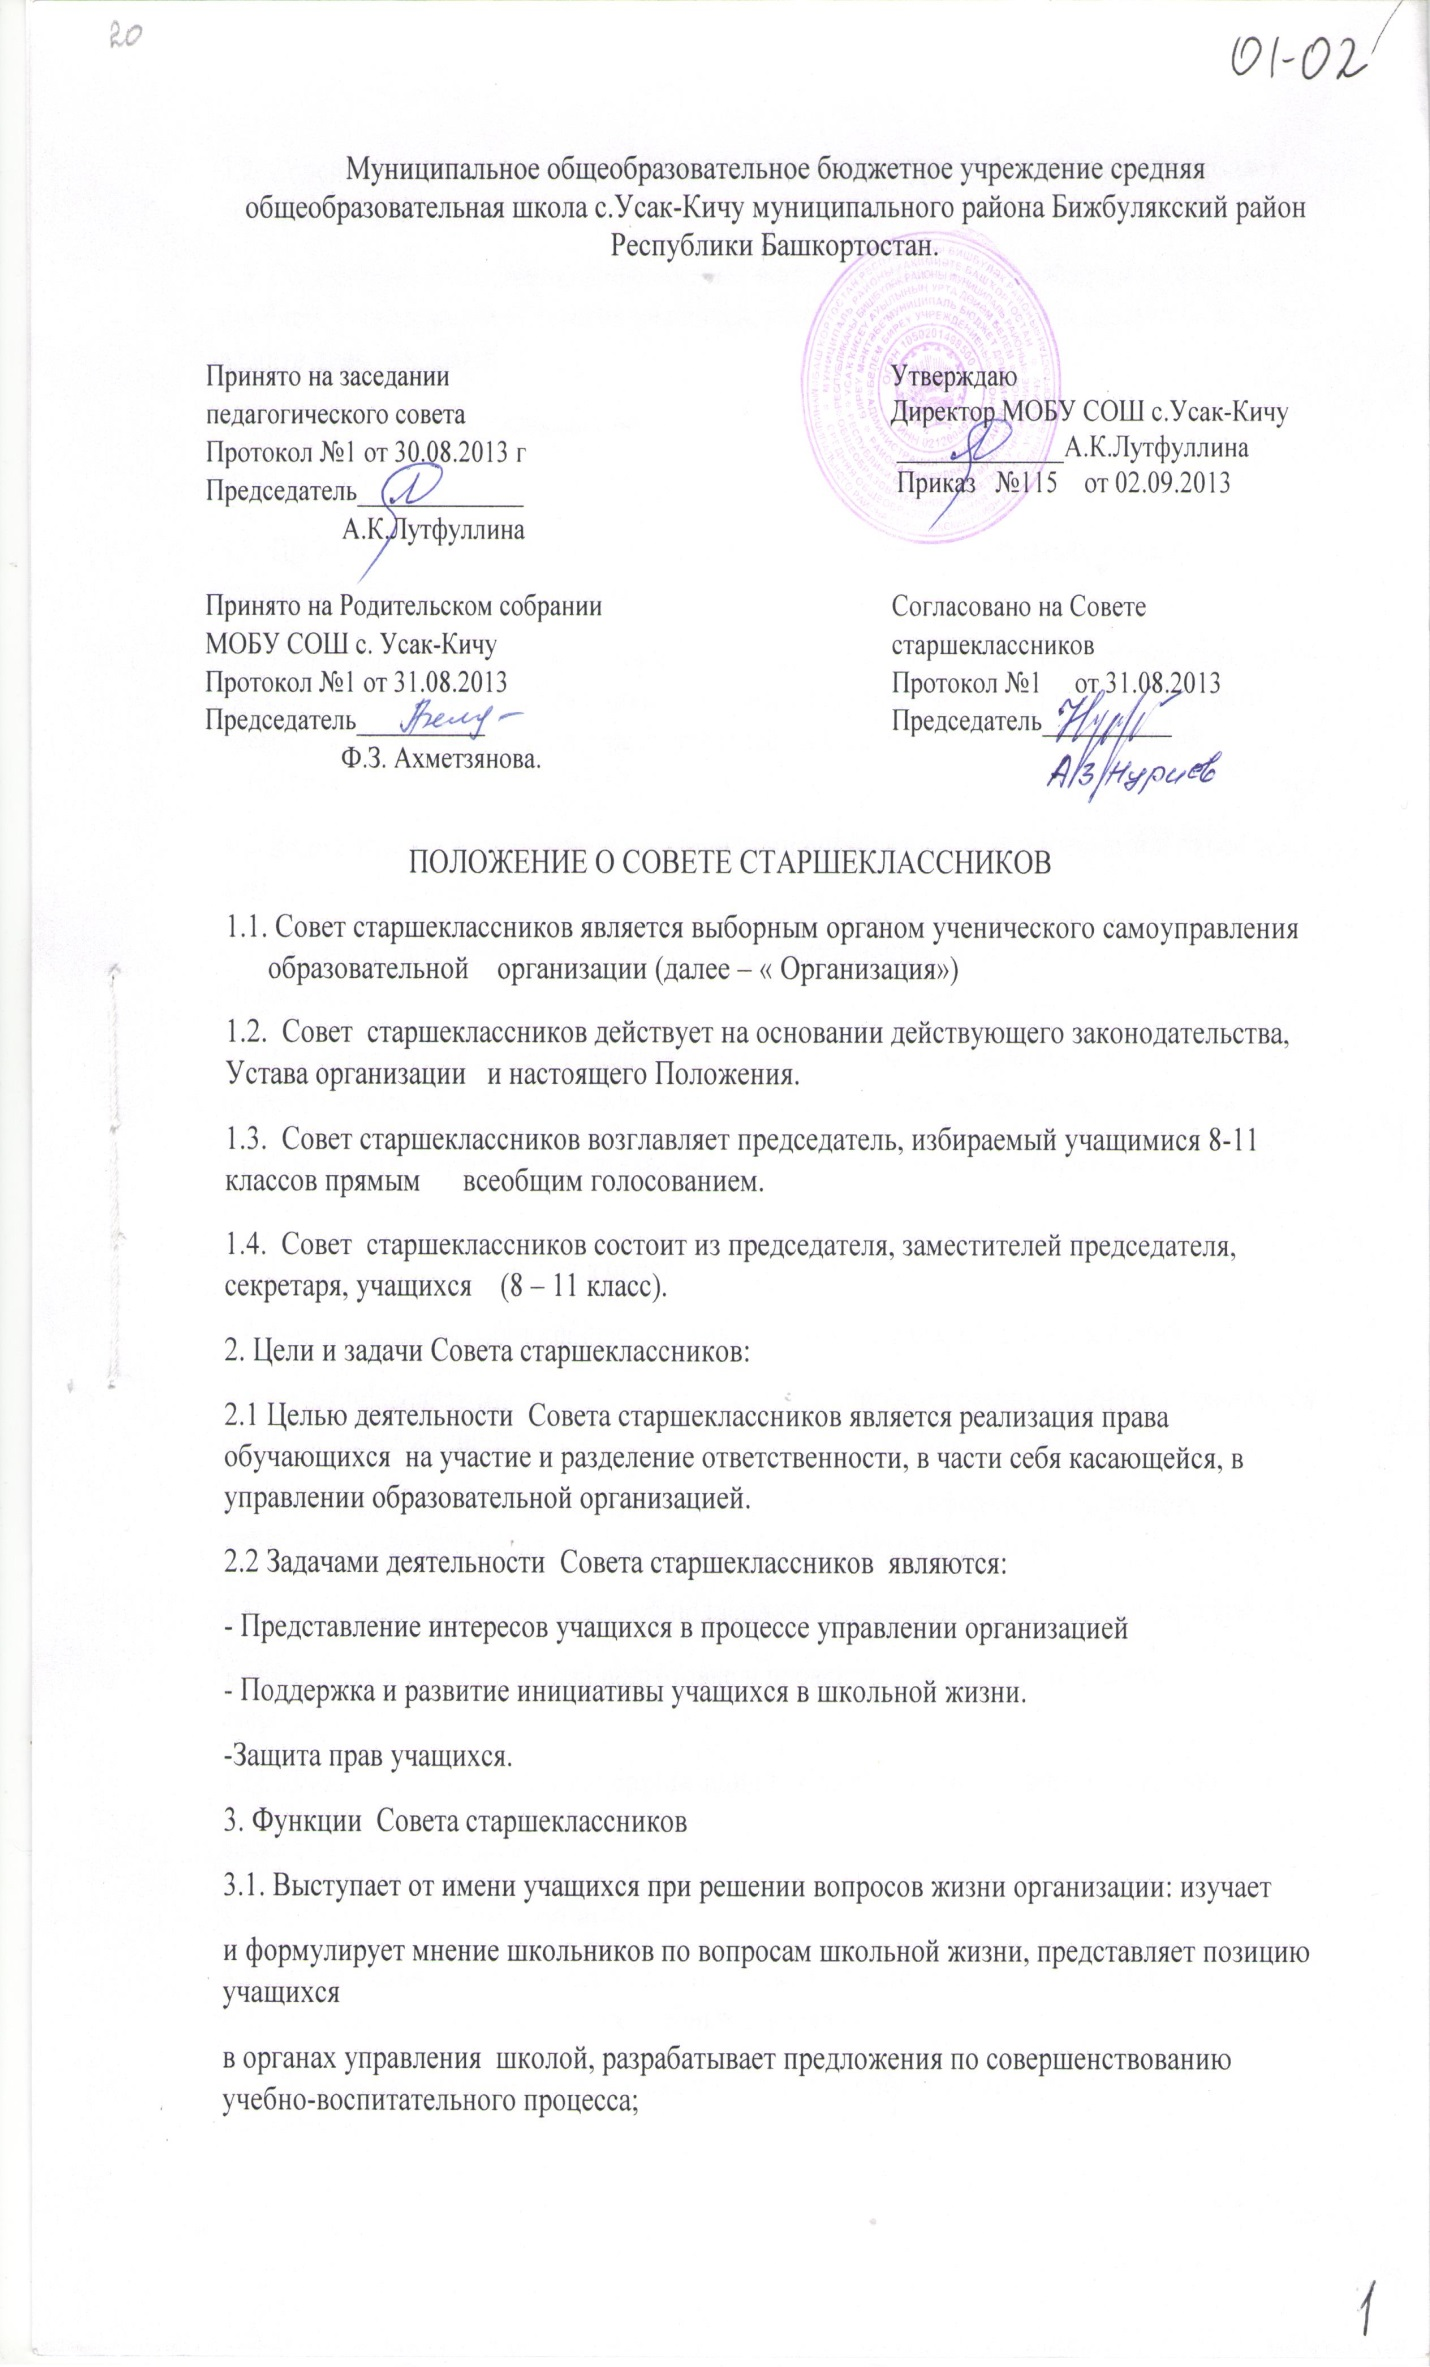 20
01-02
Муниципальное общеобразовательное бюджетное учреждение средняя
общеобразовательная школа с.Усак-Кичу муниципального района Бижбулякский район
Республики Башкортостан.
Принято на заседании
педагогического совета
Протокол №1 от 30.08.2013 г
Председатель____________
А.К.Лутфуллина
Утверждаю
Директор МОБУ СОШ с.Усак-Кичу
____________А.К.Лутфуллина
Приказ №115 от 02.09.2013
Принято на Родительском собрании
МОБУ СОШ с. Усак-Кичу
Протокол №1 от 31.08.2013
Председатель_________
Ф.З. Ахметзянова.
Согласовано на Совете
старшеклассников
Протокол №1 от 31.08.2013
Председатель_________
А/З/Нуриев
ПОЛОЖЕНИЕ О СОВЕТЕ СТАРШЕКЛАССНИКОВ
1.1. Совет старшеклассников является выборным органом ученического самоуправления
образовательной организации (далее – « Организация»)
1.2. Совет старшеклассников действует на основании действующего законодательства,
Устава организации и настоящего Положения.
1.3. Совет старшеклассников возглавляет председатель, избираемый учащимися 8-11
классов прямым всеобщим голосованием.
1.4. Совет старшеклассников состоит из председателя, заместителей председателя,
секретаря, учащихся (8 – 11 класс).
2. Цели и задачи Совета старшеклассников:
2.1 Целью деятельности Совета старшеклассников является реализация права
обучающихся на участие и разделение ответственности, в части себя касающейся, в
управлении образовательной организацией.
2.2 Задачами деятельности Совета старшеклассников являются:
- Представление интересов учащихся в процессе управлении организацией
- Поддержка и развитие инициативы учащихся в школьной жизни.
-Защита прав учащихся.
3. Функции Совета старшеклассников
3.1. Выступает от имени учащихся при решении вопросов жизни организации: изучает
и формулирует мнение школьников по вопросам школьной жизни, представляет позицию
учащихся
в органах управления школой, разрабатывает предложения по совершенствованию
учебно-воспитательного процесса;
1